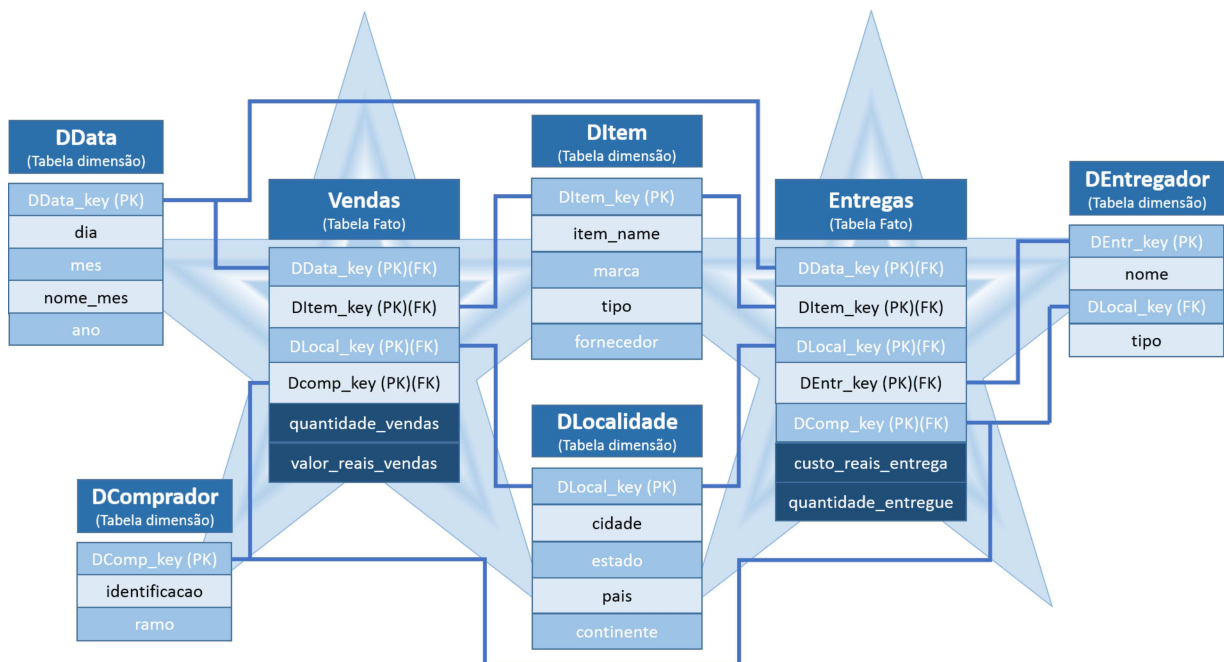 DData
(Tabela dimensão)
DData_key (PK)
dia
mes
nome_mes
ano
Vendas
(Tabela Fato)
DData_key (PK)(FK)
DItem_key (PK)(FK)
DLocal_key (PK)(FK)
Dcomp_key (PK)(FK)
quantidade_vendas
valor_reais_vendas
DComprador
(Tabela dimensão)
DComp_key (PK)
identificacao
ramo
DItem
(Tabela dimensão)
DItem_key (PK)
item_name
marca
tipo
fornecedor
DLocalidade
(Tabela dimensão)
DLocal_key (PK)
cidade
estado
pais
continente
Entregas
(Tabela Fato)
DData_key (PK)(FK)
DItem_key (PK)(FK)
DLocal_key (PK)(FK)
DEntr_key (PK)(FK)
DComp_key (PK)(FK)
custo_reais_entrega
quantidade_entregue
DEntregador
(Tabela dimensão)
DEntr_key (PK)
nome
DLocal_key (FK)
tipo